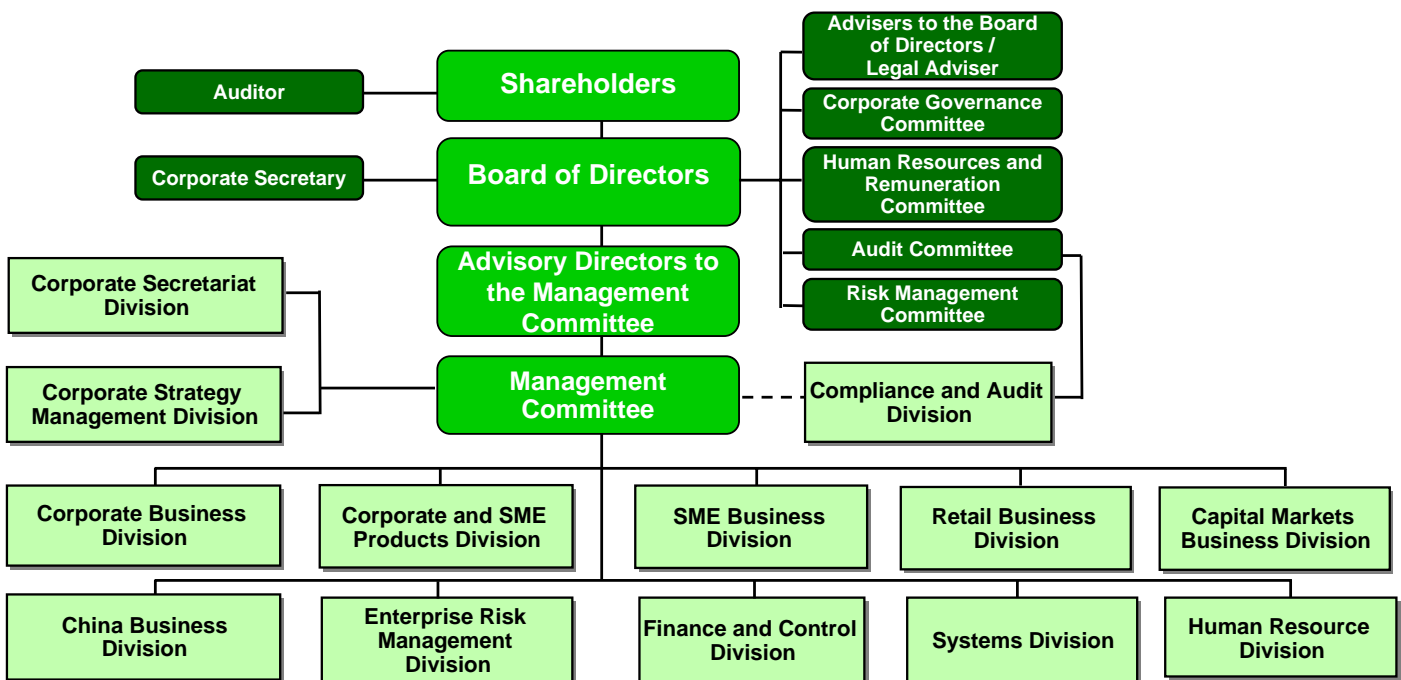 Advisers to the Board
of Directors /
Legal Adviser
Shareholders
Auditor
Corporate Governance
Committee
Board of Directors
Corporate Secretary
Human Resources and
Remuneration
Committee
Audit Committee
Advisory Directors to
the Management
Committee
Corporate Secretariat
Division
Risk Management
Committee
Corporate Strategy
Management Division
Management
Committee
Compliance and Audit
Division
Corporate Business
Division
Corporate and SME
Products Division
SME Business
Division
Retail Business
Division
Capital Markets
Business Division
China Business
Division
Enterprise Risk
Management
Division
Finance and Control
Division
Systems Division
Human Resource
Division